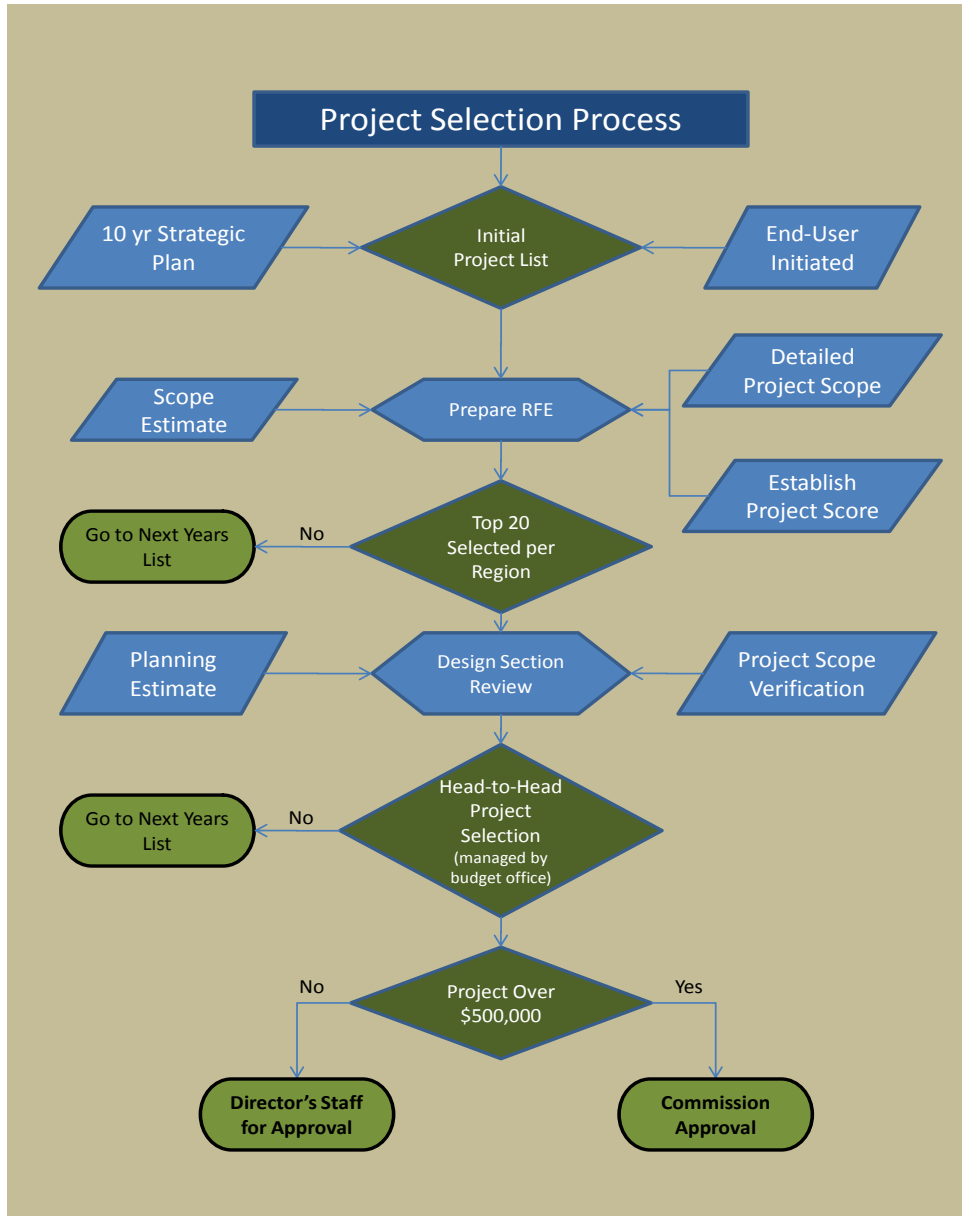 Project Selection Process
10 yr Strategic
Plan
Initial
Project List
End-User
Initiated
Scope
Estimate
Prepare RFE
Detailed
Project Scope
Establish
Project Score
Go to Next Years
List
No
Top 20
Selected per
Region
Planning
Estimate
Design Section
Review
Project Scope
Verification
Go to Next Years
List
No
Head-to-Head
Project
Selection
(managed by
budget office)
No
Project Over
$500,000
Yes
Director’s Staff
for Approval
Commission
Approval